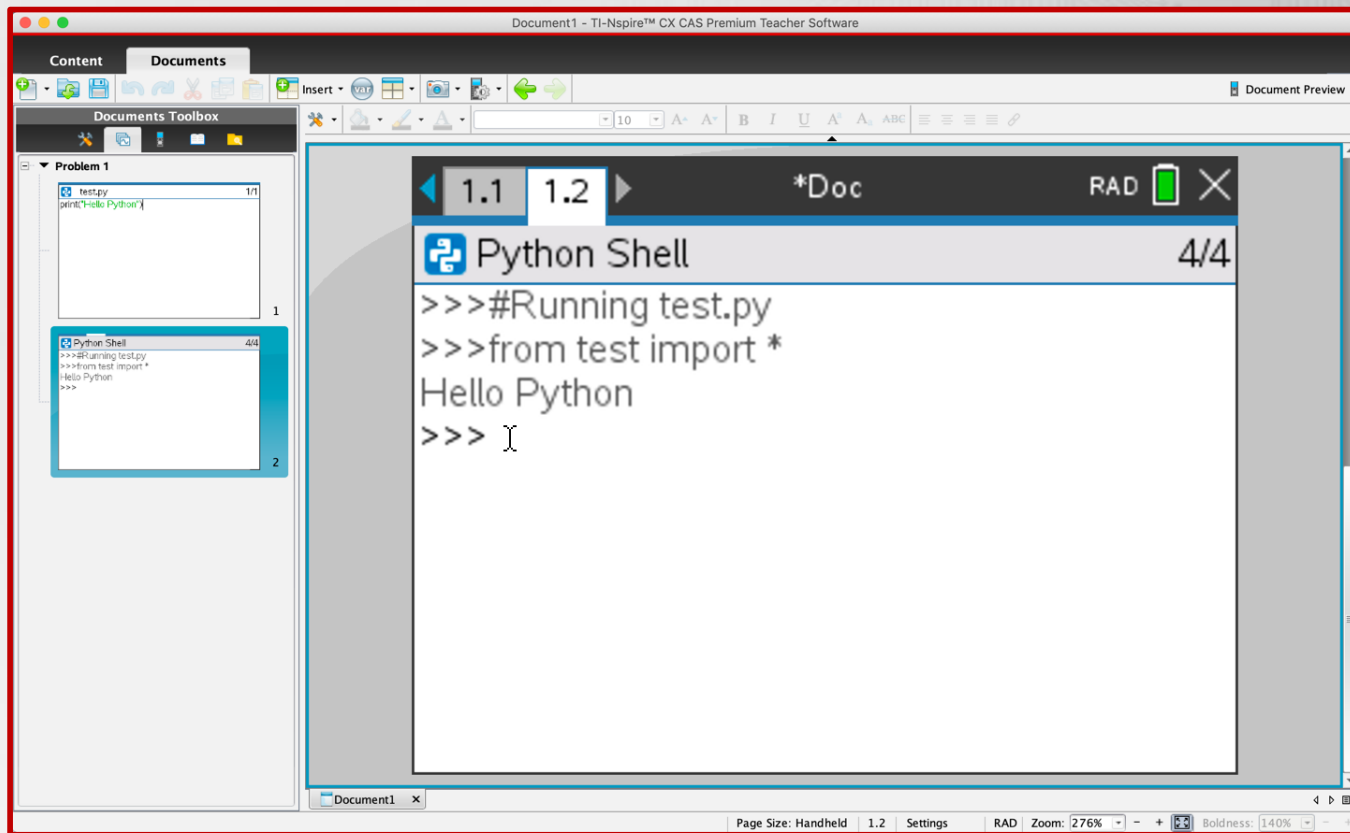 Document1 - TI-Nspire™ CX CAS Premium Teacher Software
Content Documents
Insert var Document Preview
Documents Toolbox
10 A A B I U A A ABC
Problem 1
test.py 1/1
print("Hello Python")
1
Python Shell 4/4
>>>#Running test.py
>>>from test import *
Hello Python
>>>
2
1.1 1.2 *Doc RAD
Python Shell 4/4
>>>#Running test.py
>>>from test import *
Hello Python
>>>
Document1
Page Size: Handheld 1.2 Settings RAD Zoom: 276% - + Boldness: 140% - +